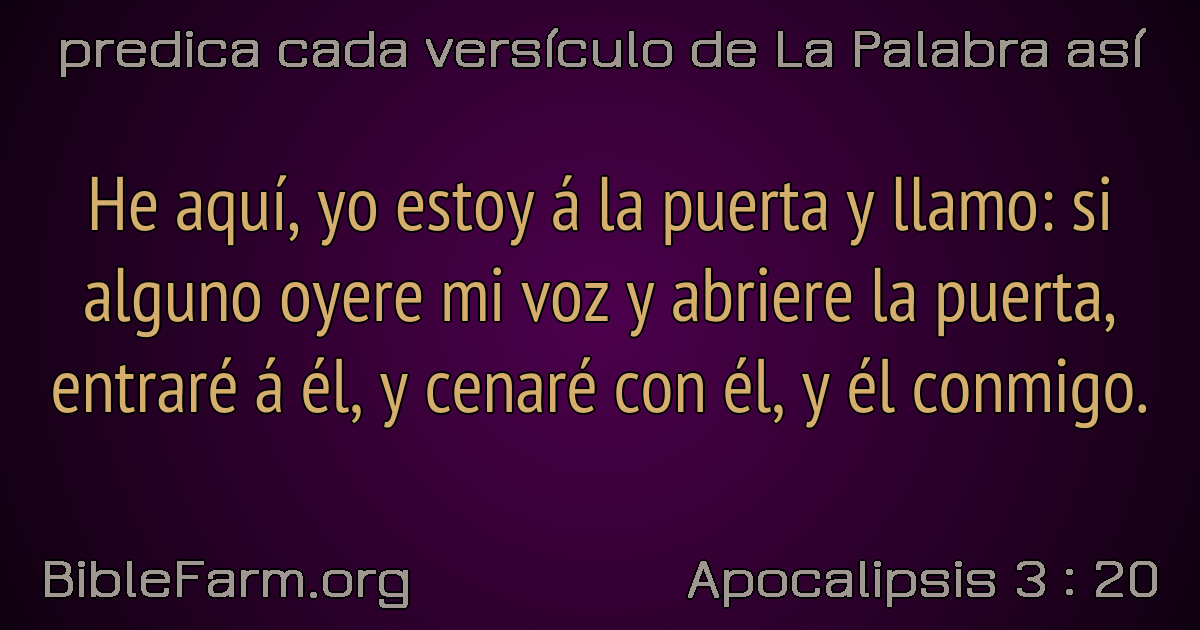 predica cada versículo de La Palabra así
He aquí, yo estoy á la puerta y llamo: si
alguno oyere mi voz y abriere la puerta,
entraré á él, y cenaré con él, y él conmigo.
BibleFarm.org
Apocalipsis 3 : 20